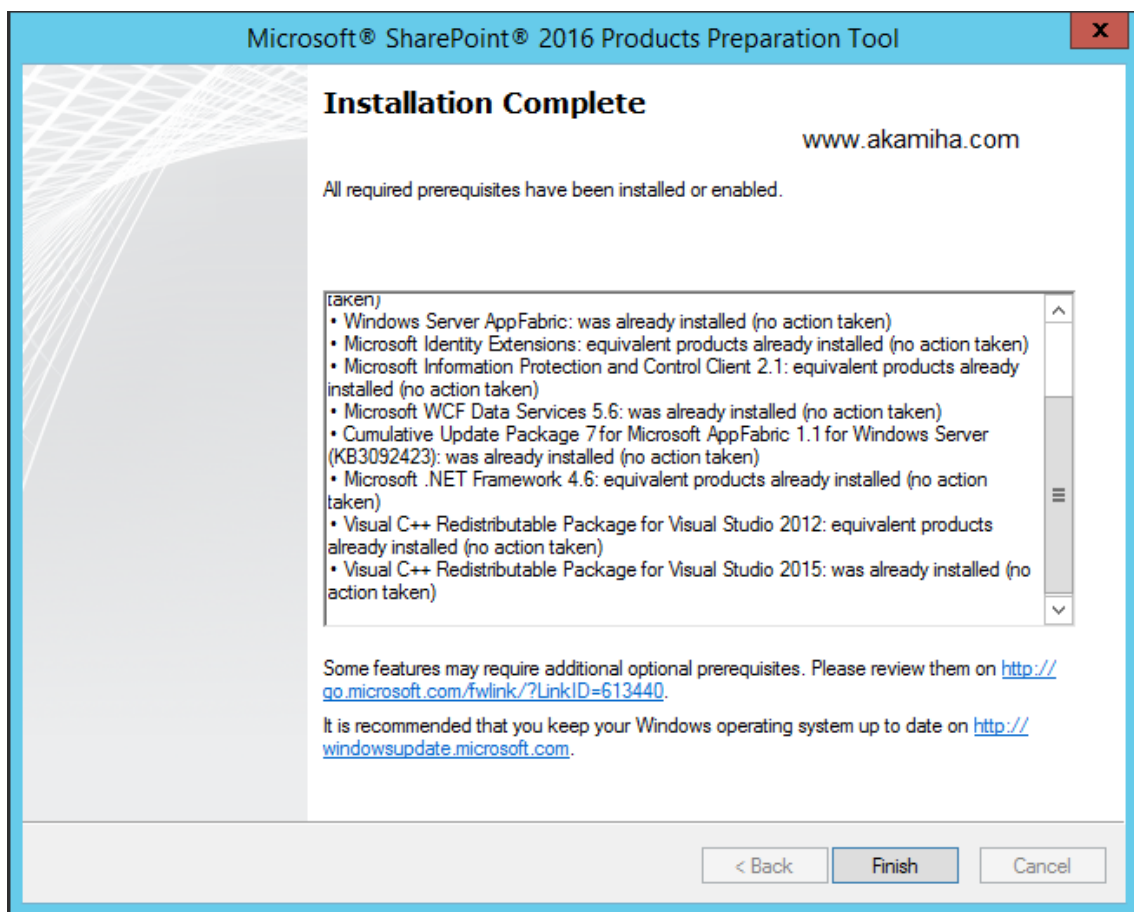 Microsoft® SharePoint® 2016 Products Preparation Tool
x
Installation Complete
www.akamiha.com
All required prerequisites have been installed or enabled.
taken)
• Windows Server AppFabric: was already installed (no action taken)
• Microsoft Identity Extensions: equivalent products already installed (no action taken)
• Microsoft Information Protection and Control Client 2.1: equivalent products already
installed (no action taken)
• Microsoft WCF Data Services 5.6: was already installed (no action taken)
• Cumulative Update Package 7 for Microsoft AppFabric 1.1 for Windows Server
(KB3092423): was already installed (no action taken)
• Microsoft .NET Framework 4.6: equivalent products already installed (no action
taken)
• Visual C++ Redistributable Package for Visual Studio 2012: equivalent products
already installed (no action taken)
• Visual C++ Redistributable Package for Visual Studio 2015: was already installed (no
action taken)
Some features may require additional optional prerequisites. Please review them on http://
go.microsoft.com/fwlink/?LinkID=613440.
It is recommended that you keep your Windows operating system up to date on http://
windowsupdate.microsoft.com.
< Back Finish Cancel